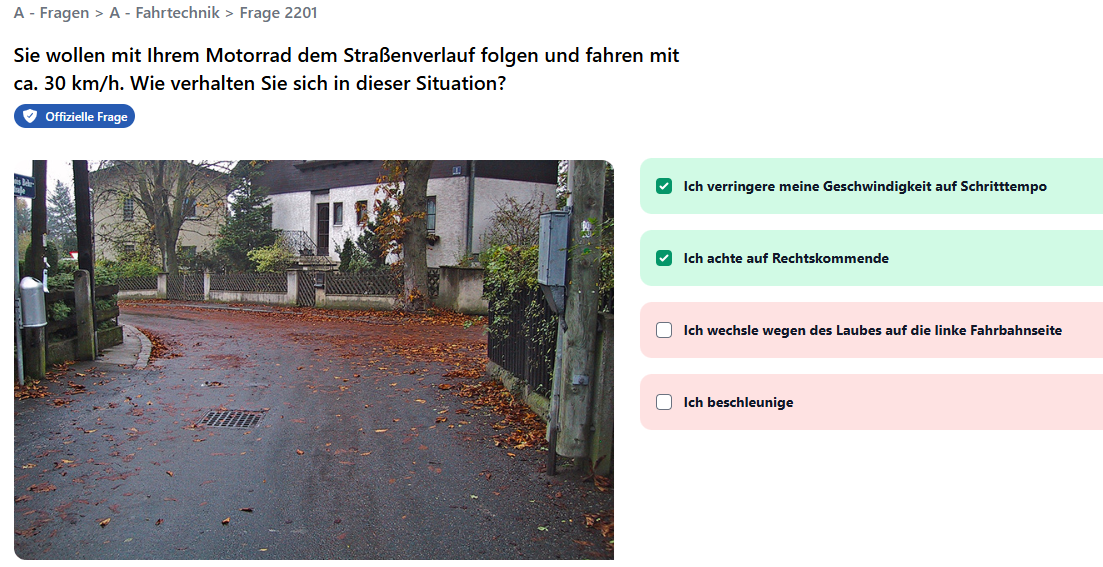 A - Fragen > A - Fahrtechnik > Frage 2201
Sie wollen mit Ihrem Motorrad dem Straßenverlauf folgen und fahren mit
ca. 30 km/h. Wie verhalten Sie sich in dieser Situation?
Offizielle Frage
Ich verringere meine Geschwindigkeit auf Schritttempo
Ich achte auf Rechtskommende
Ich wechsle wegen des Laubes auf die linke Fahrbahnseite
Ich beschleunige